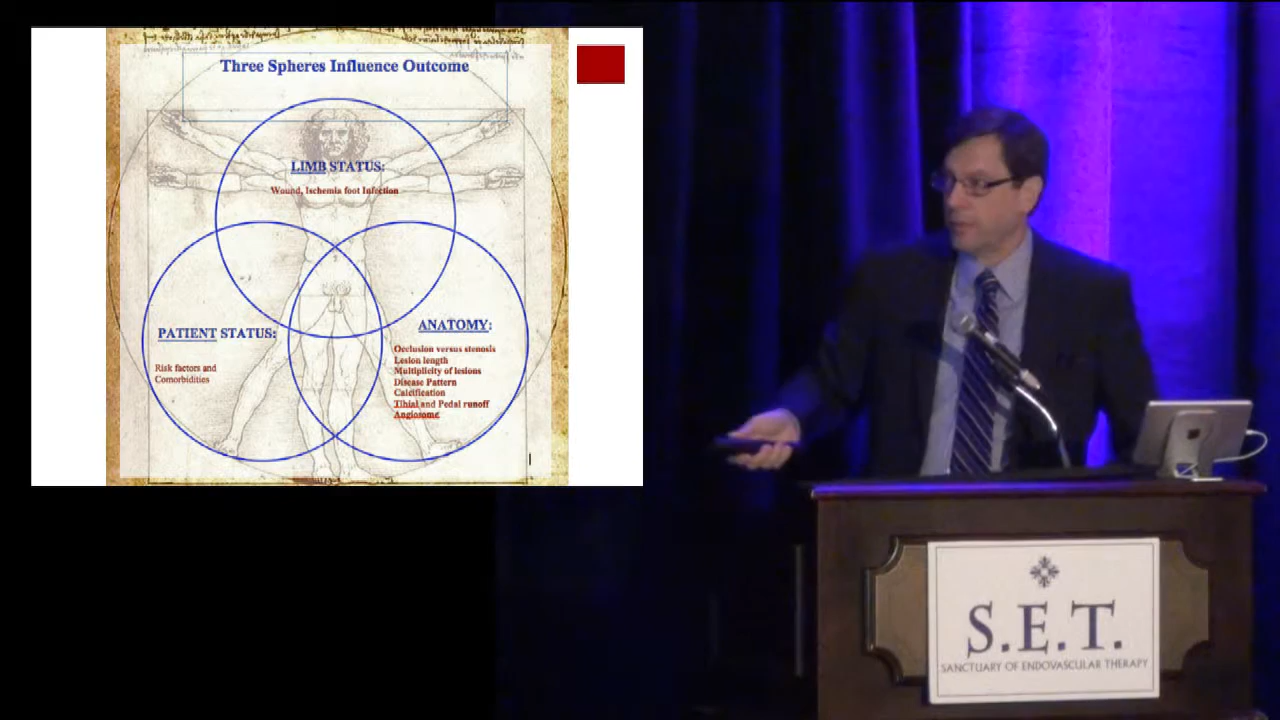 Three Spheres Influence Outcome
LIMB STATUS:
Wound, Ischemia foot Infection
PATIENT STATUS:
Risk factors and
Comorbidities
ANATOMY:
Occlusion versus stenosis
Lesion length
Multiplicity of lesions
Disease Pattern
Calcification
Tibial and Pedal runoff
Angiosome
S.E.T.
SANCTUARY OF ENDOVASCULAR THERAPY